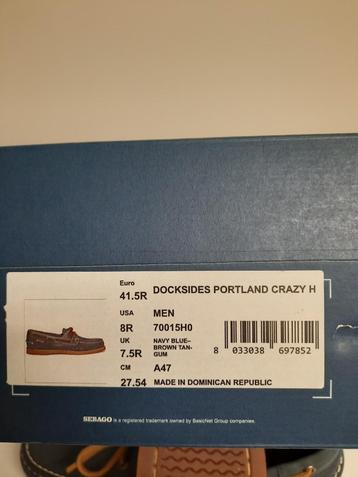 Euro
41.5R DOCKSIDES PORTLAND CRAZY H
USA MEN
8R 70015H0
UK NAVY BLUE–
BROWN TAN-
7.5R GUM
CM A47
27.54 MADE IN DOMINICAN REPUBLIC
8 033038 697852
SEBAGO is a registered trademark owned by BasicNet Group companies.